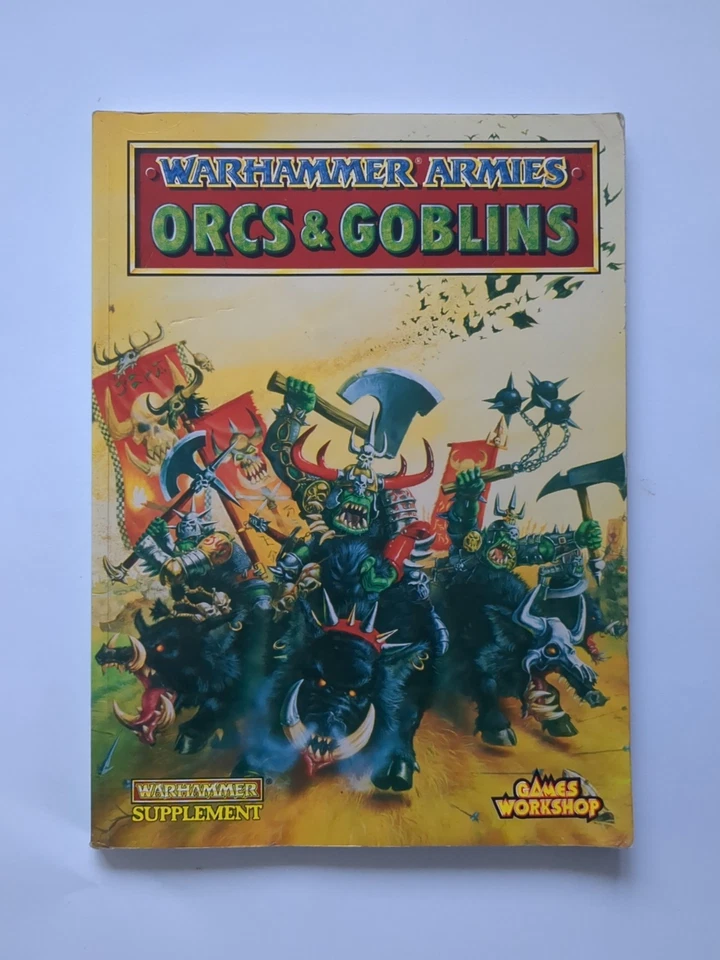 WARHAMMER® ARMIES
ORCS & GOBLINS
WARHAMMER
SUPPLEMENT
GAMES
WORKSHOP